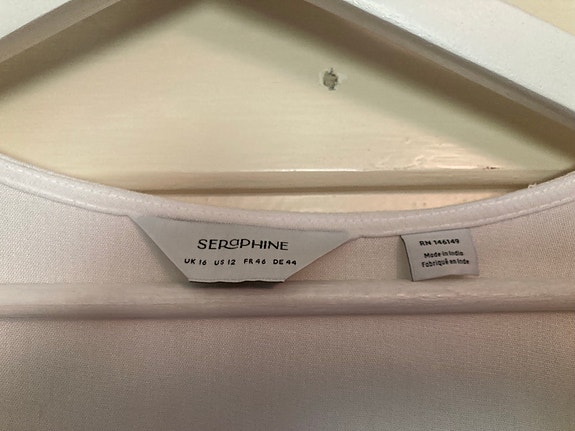 SERaPHINE
UK 16 US 12 FR 46 DE 44
RN 146149
Made in India
Fabriqué en Inde